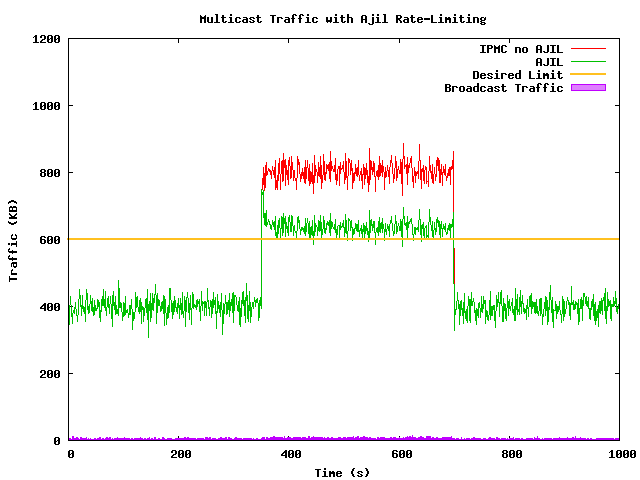 Multicast Traffic with Ajil Rate-Limiting
IPMC no AJIL
AJIL
Desired Limit
Broadcast Traffic
1200
1000
800
600
400
200
0
Traffic (KB)
0 200 400 600 800 1000
Time (s)